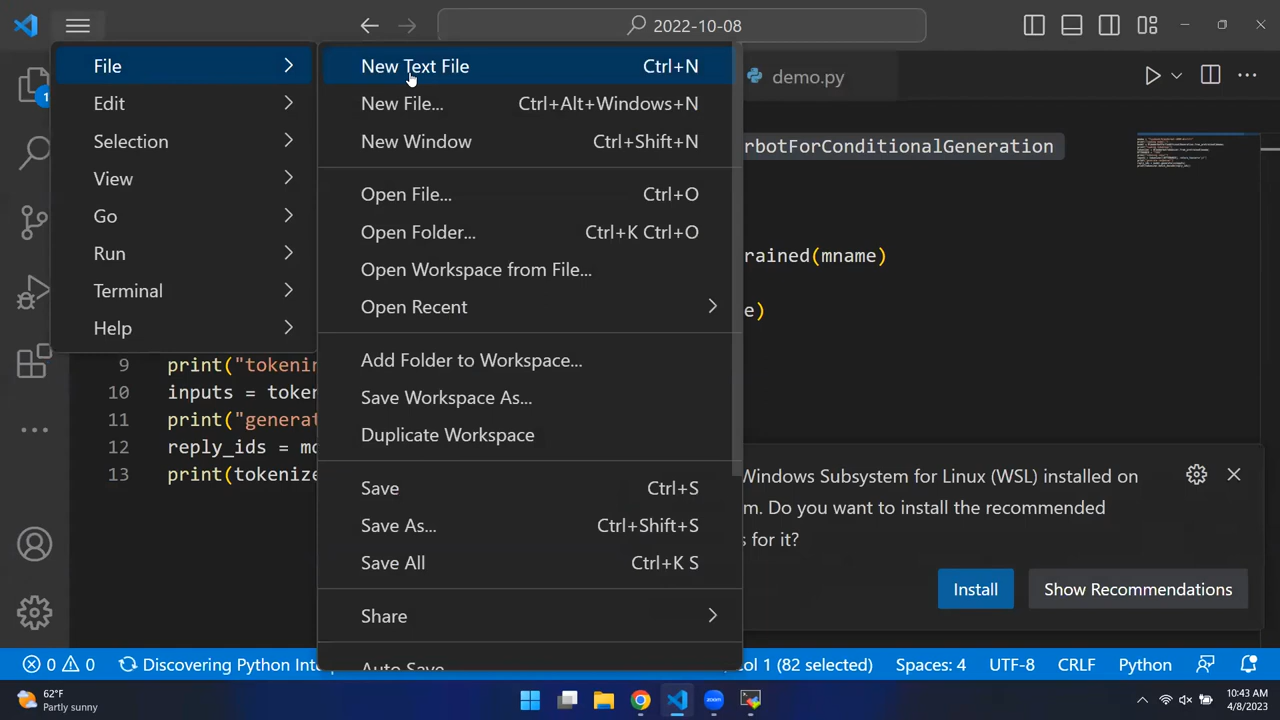 2022-10-08
File
Edit
Selection
View
Go
Run
Terminal
Help
New Text File Ctrl+N
New File... Ctrl+Alt+Windows+N
New Window Ctrl+Shift+N
Open File... Ctrl+O
Open Folder... Ctrl+K Ctrl+O
Open Workspace from File...
Open Recent
Add Folder to Workspace...
Save Workspace As...
Duplicate Workspace
Save Ctrl+S
Save As... Ctrl+Shift+S
Save All Ctrl+K S
Share
Auto Save
1
demo.py
rbotForConditionalGeneration
rained(mname)
e)
9 print("tokenin
10 inputs = token
11 print("generat
12 reply_ids = mo
13 print(tokenize
Windows Subsystem for Linux (WSL) installed on
m. Do you want to install the recommended
s for it?
Install
Show Recommendations
0 0 Discovering Python Inte
ol 1 (82 selected) Spaces: 4 UTF-8 CRLF Python
62°F
Partly sunny
10:43 AM
4/8/2023